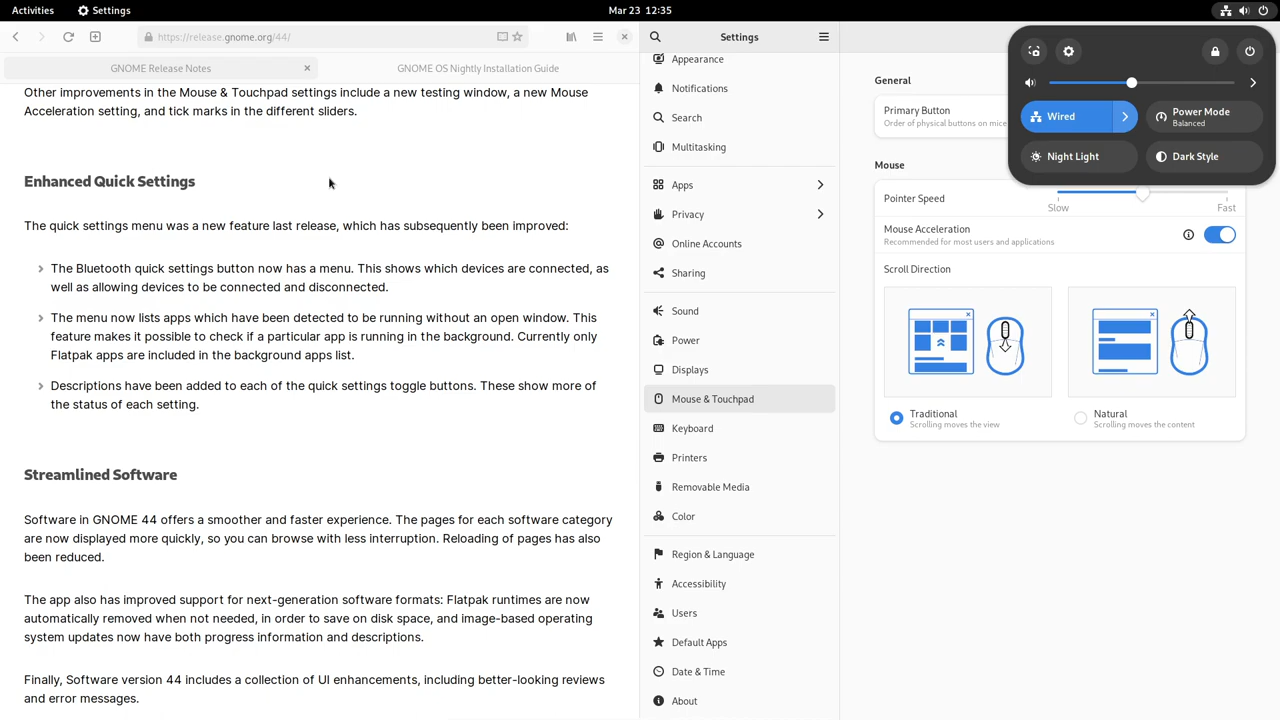 Activities
Settings
Mar 23 12:35
https://release.gnome.org/44/
GNOME Release Notes
GNOME OS Nightly Installation Guide
Other improvements in the Mouse & Touchpad settings include a new testing window, a new Mouse
Acceleration setting, and tick marks in the different sliders.
Enhanced Quick Settings
The quick settings menu was a new feature last release, which has subsequently been improved:
The Bluetooth quick settings button now has a menu. This shows which devices are connected, as
well as allowing devices to be connected and disconnected.
The menu now lists apps which have been detected to be running without an open window. This
feature makes it possible to check if a particular app is running in the background. Currently only
Flatpak apps are included in the background apps list.
Descriptions have been added to each of the quick settings toggle buttons. These show more of
the status of each setting.
Streamlined Software
Software in GNOME 44 offers a smoother and faster experience. The pages for each software category
are now displayed more quickly, so you can browse with less interruption. Reloading of pages has also
been reduced.
The app also has improved support for next-generation software formats: Flatpak runtimes are now
automatically removed when not needed, in order to save on disk space, and image-based operating
system updates now have both progress information and descriptions.
Finally, Software version 44 includes a collection of UI enhancements, including better-looking reviews
and error messages.
Settings
Appearance
Notifications
Search
Multitasking
Apps
Privacy
Online Accounts
Sharing
Sound
Power
Displays
Mouse & Touchpad
Keyboard
Printers
Removable Media
Color
Region & Language
Accessibility
Users
Default Apps
Date & Time
About
General
Primary Button
Order of physical buttons on mice
Mouse
Pointer Speed
Slow
Fast
Mouse Acceleration
Recommended for most users and applications
Scroll Direction
Traditional
Scrolling moves the view
Natural
Scrolling moves the content
Wired
Power Mode
Balanced
Night Light
Dark Style